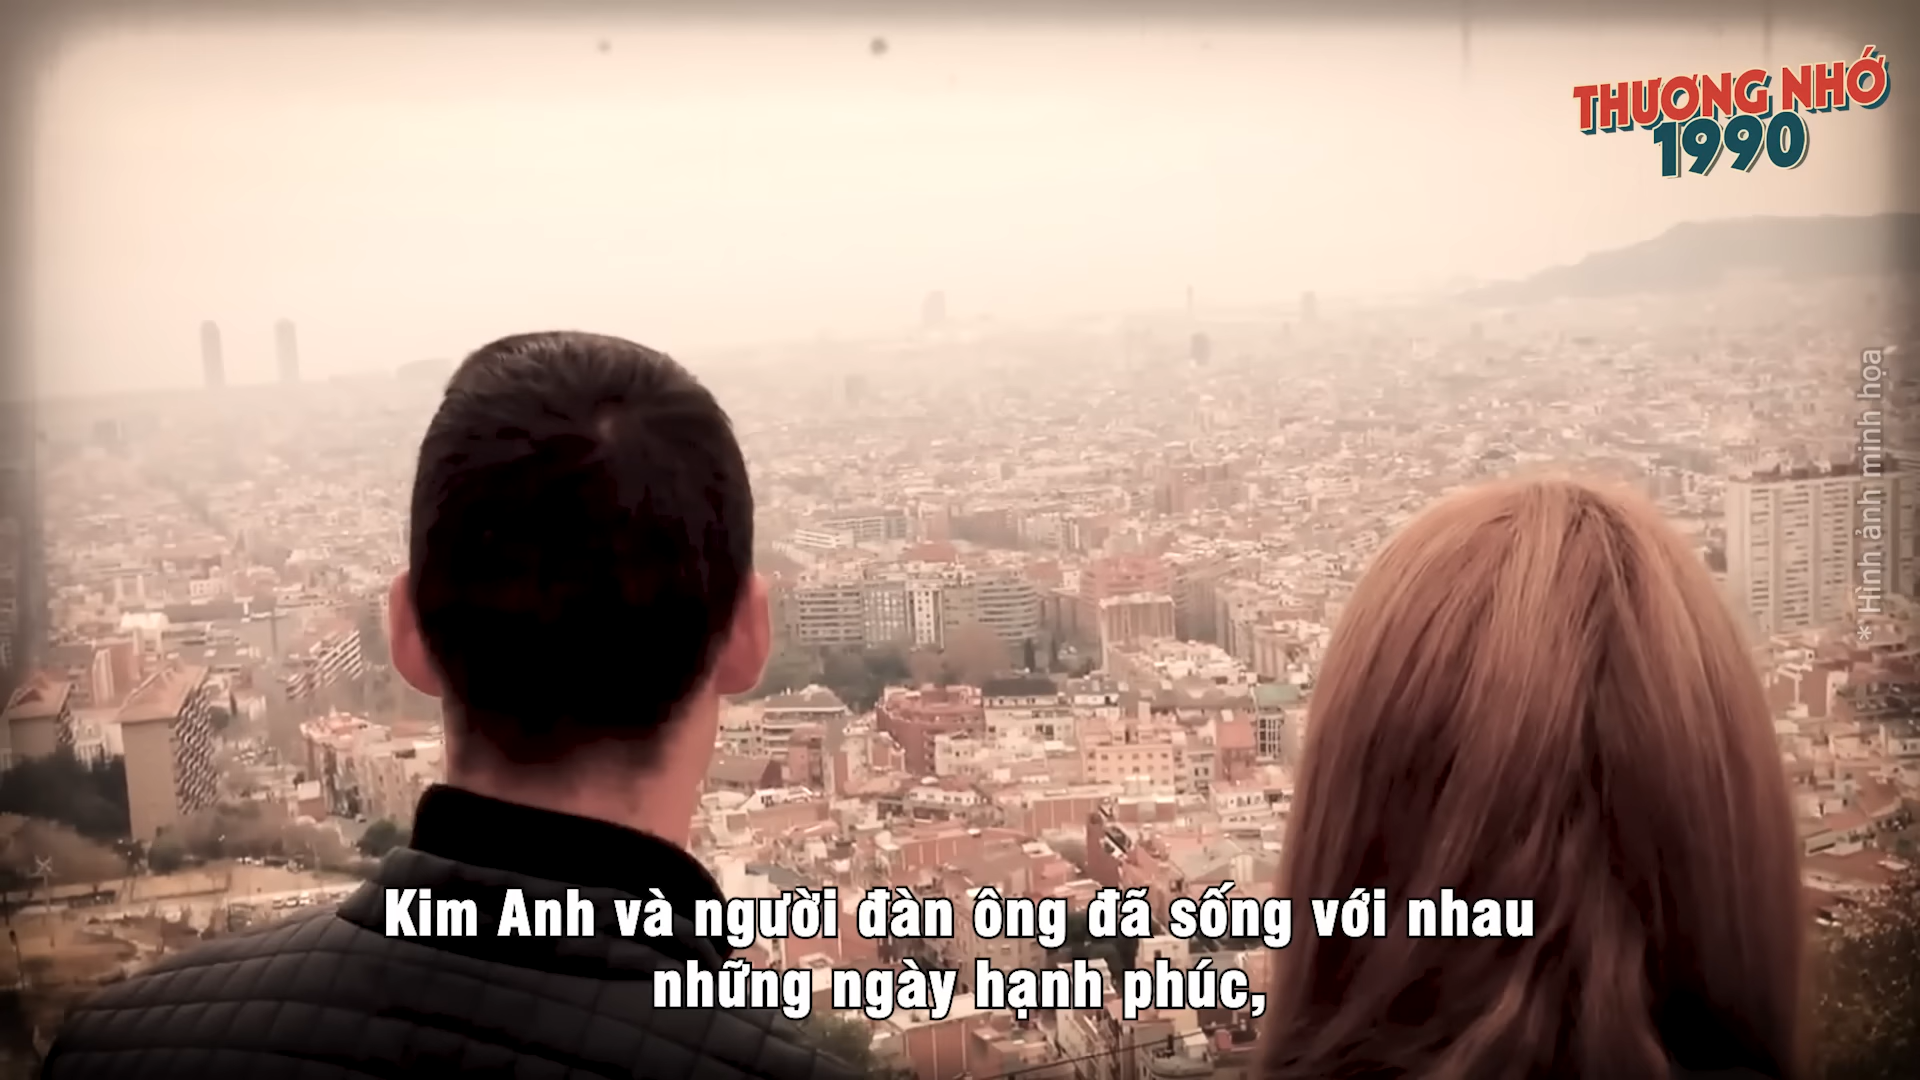 THƯƠNG NHỚ
1990
* Hình ảnh minh họa
Kim Anh và người đàn ông đã sống với nhau
những ngày hạnh phúc,